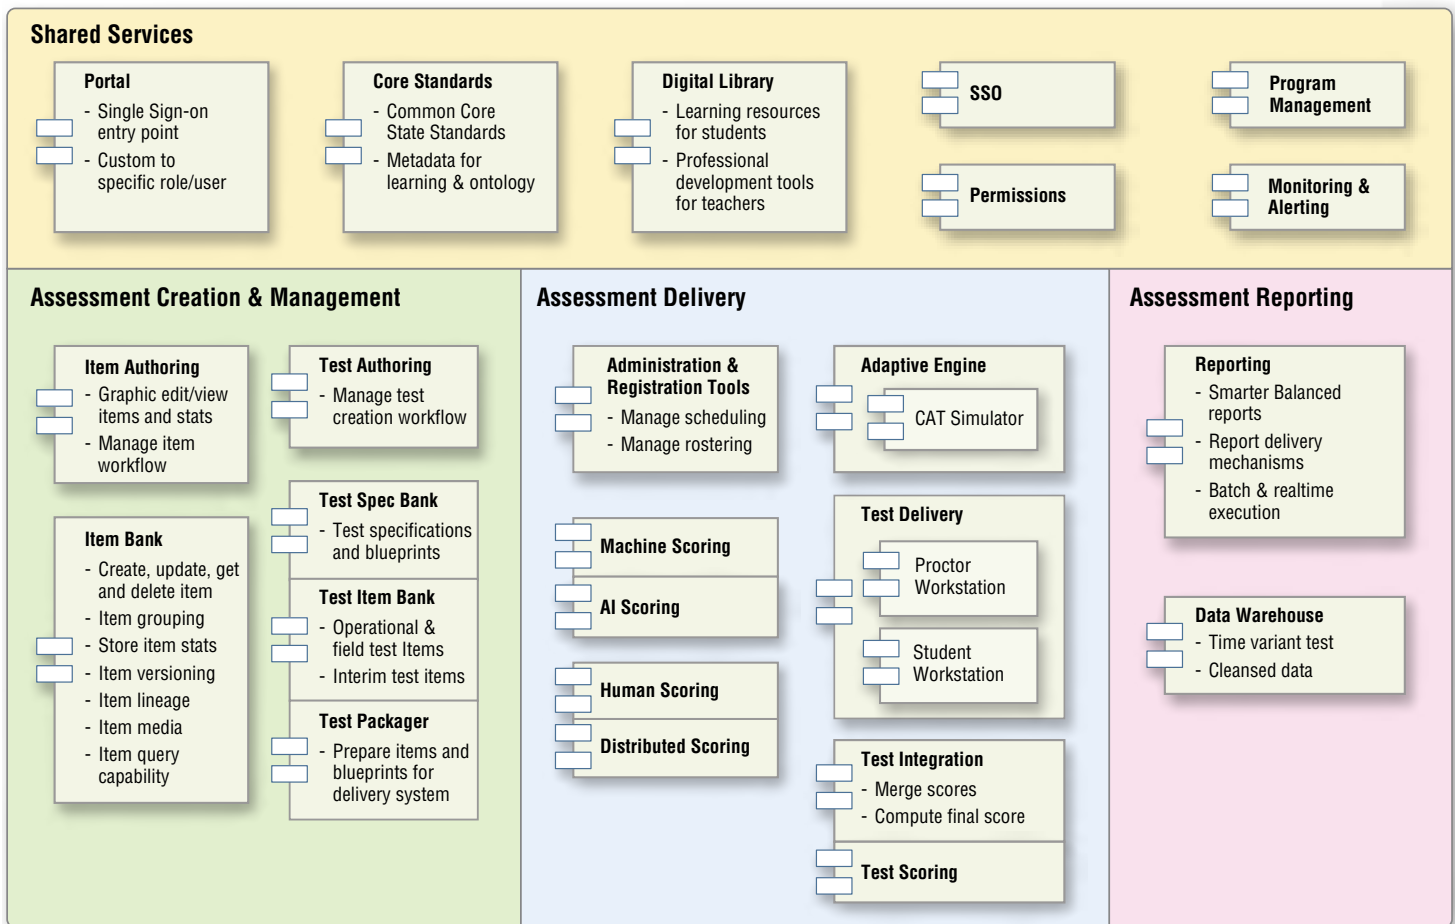 Shared Services
Portal
- Single Sign-on
entry point
- Custom to
specific role/user
Core Standards
- Common Core
State Standards
- Metadata for
learning & ontology
Digital Library
- Learning resources
for students
- Professional
development tools
for teachers
SSO
Permissions
Program
Management
Monitoring &
Alerting
Assessment Creation & Management
Item Authoring
- Graphic edit/view
items and stats
- Manage item
workflow
Item Bank
- Create, update, get
and delete item
- Item grouping
- Store item stats
- Item versioning
- Item lineage
- Item media
- Item query
capability
Test Authoring
- Manage test
creation workflow
Test Spec Bank
- Test specifications
and blueprints
Test Item Bank
- Operational &
field test Items
- Interim test items
Test Packager
- Prepare items and
blueprints for
delivery system
Assessment Delivery
Administration &
Registration Tools
- Manage scheduling
- Manage rostering
Machine Scoring
AI Scoring
Human Scoring
Distributed Scoring
Adaptive Engine
CAT Simulator
Test Delivery
Proctor
Workstation
Student
Workstation
Test Integration
- Merge scores
- Compute final score
Test Scoring
Assessment Reporting
Reporting
- Smarter Balanced
reports
- Report delivery
mechanisms
- Batch & realtime
execution
Data Warehouse
- Time variant test
- Cleansed data